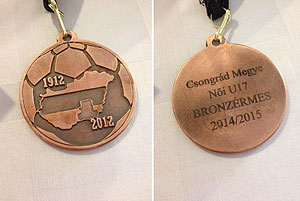 1912
2012
Csongrád Megye
Női U17
BRONZÉRMES
2014/2015